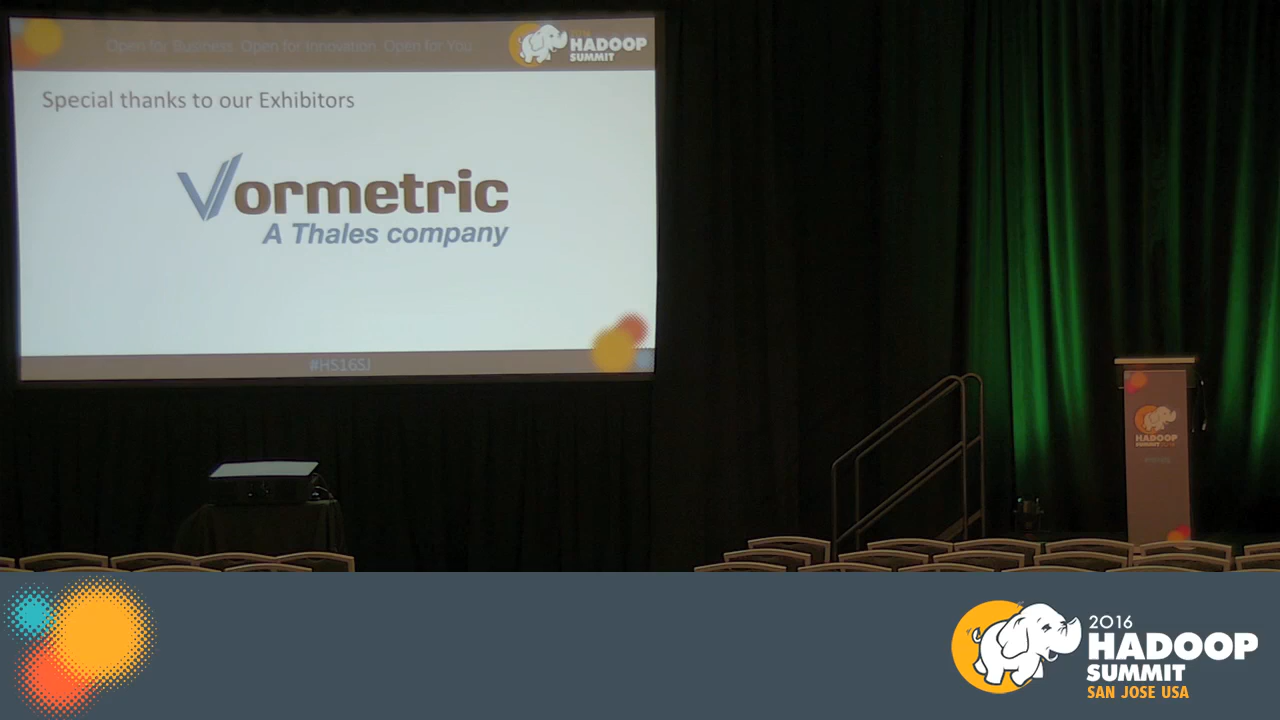 Open for Business. Open for Innovation. Open for You.
HADOOP
SUMMIT
Special thanks to our Exhibitors
Vormetric
A Thales company
#HS16SJ
HADOOP
SUMMIT
2016
HADOOP
SUMMIT
SAN JOSE USA